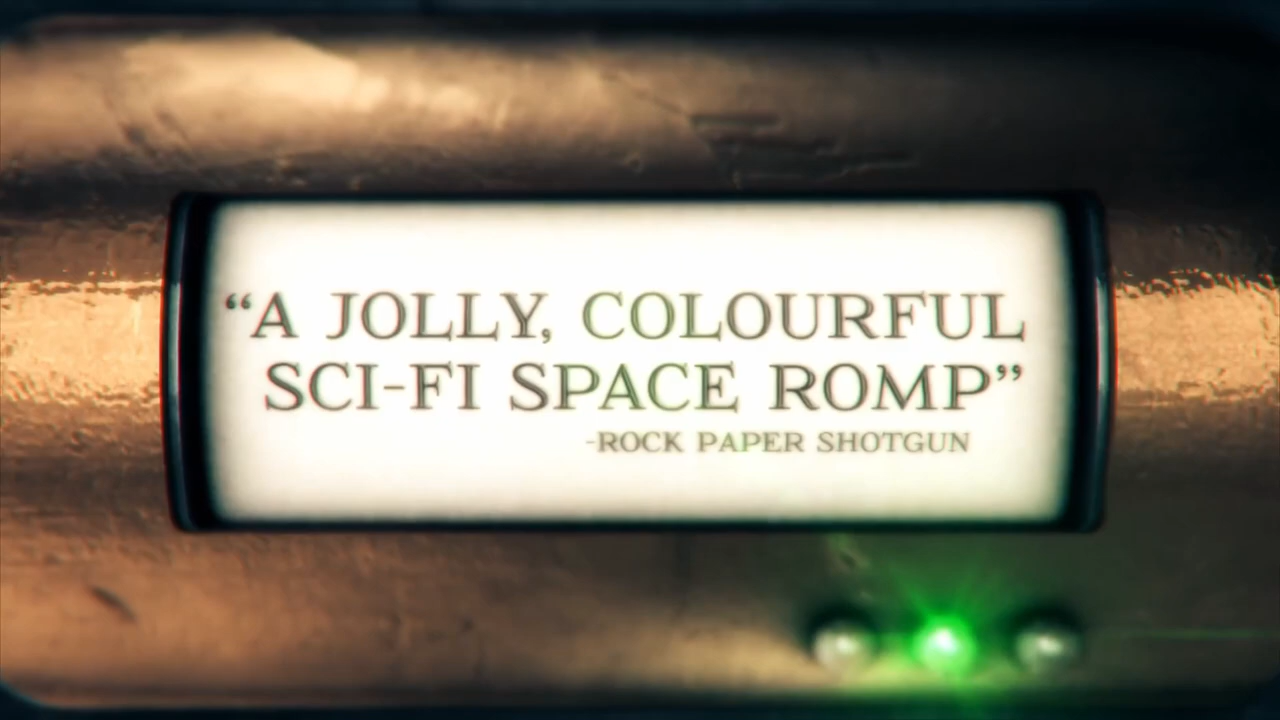 “A JOLLY, COLOURFUL
SCI-FI SPACE ROMP”
-ROCK PAPER SHOTGUN